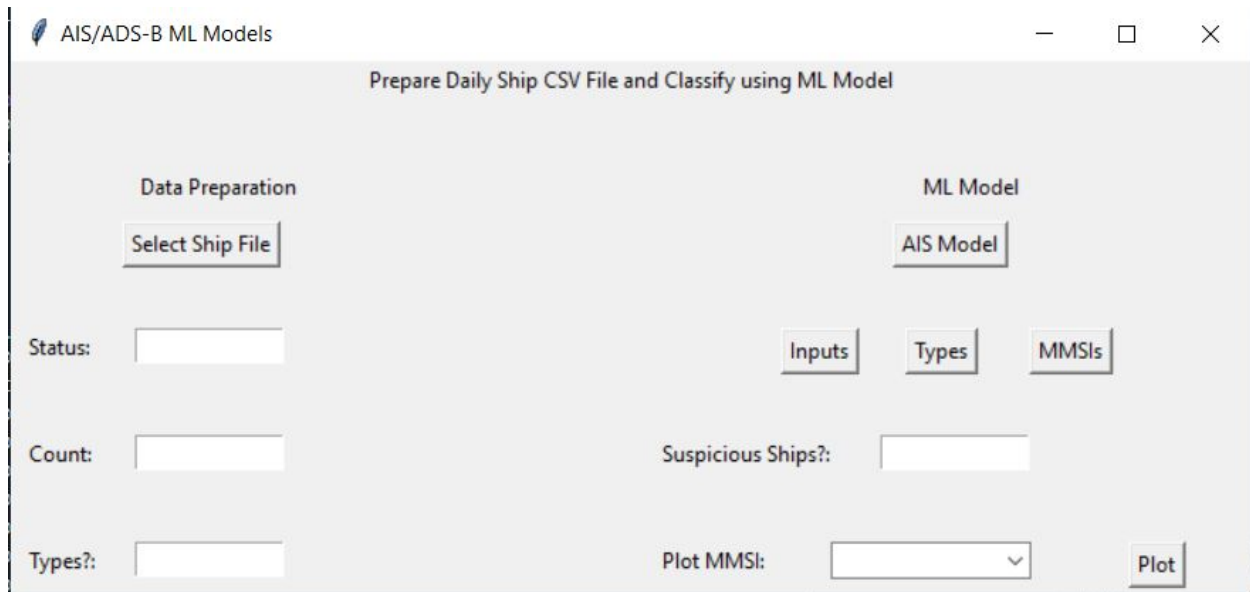 AIS/ADS-B ML Models
Prepare Daily Ship CSV File and Classify using ML Model
Data Preparation
ML Model
Select Ship File
AIS Model
Status:
Inputs
Types
MMSIs
Count:
Suspicious Ships?:
Types?:
Plot MMSI:
Plot